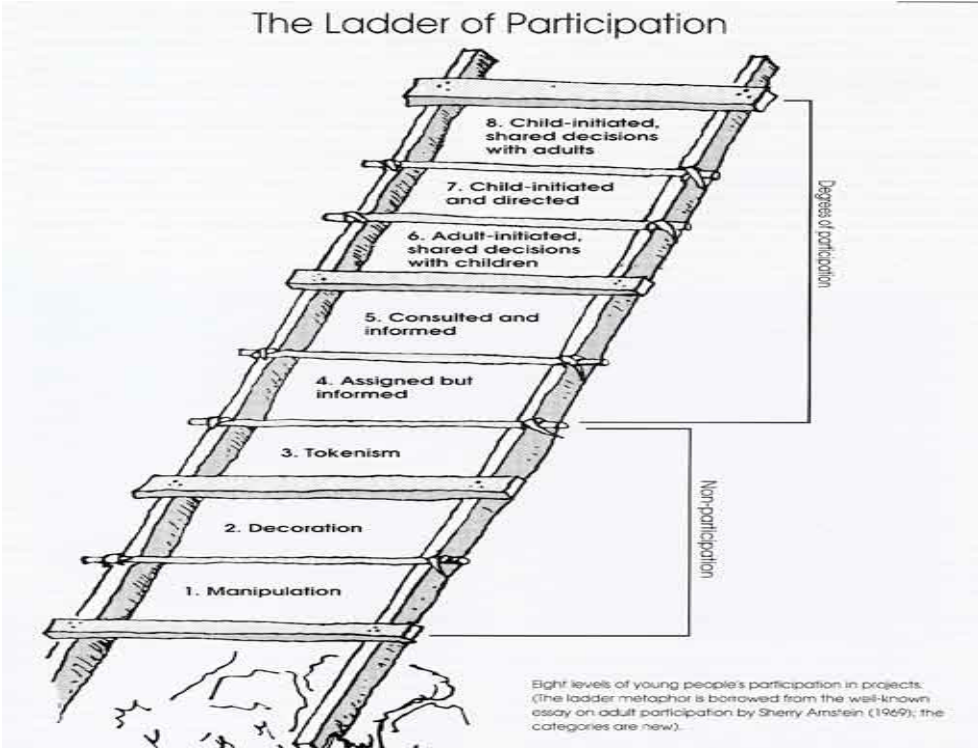 The Ladder of Participation
8. Child-initiated,
shared decisions
with adults
7. Child-initiated
and directed
6. Adult-initiated,
shared decisions
with children
5. Consulted and
informed
4. Assigned but
informed
3. Tokenism
2. Decoration
1. Manipulation
Degrees of participation
Non-participation
Eight levels of young people's participation in projects.
(The ladder metaphor is borrowed from the well-known
essay on adult participation by Sherry Arnstein (1969); the
categories are new).